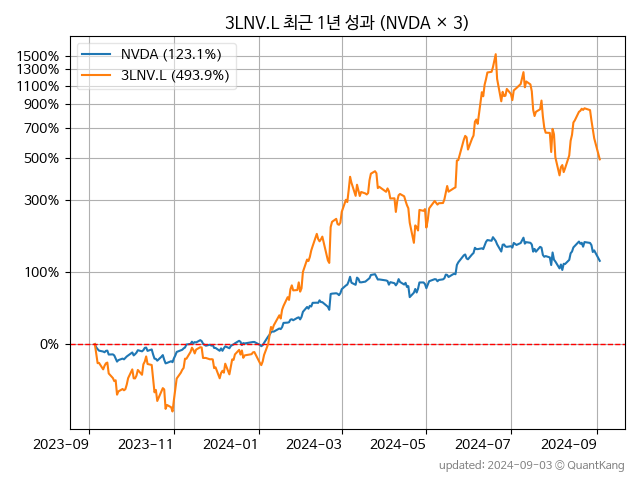 3LNV.L 최근 1년 성과 (NVDA × 3)
NVDA (123.1%)
3LNV.L (493.9%)
1500%
1300%
1100%
900%
700%
500%
300%
100%
0%
2023-09 2023-11 2024-01 2024-03 2024-05 2024-07 2024-09
updated: 2024-09-03 © QuantKang